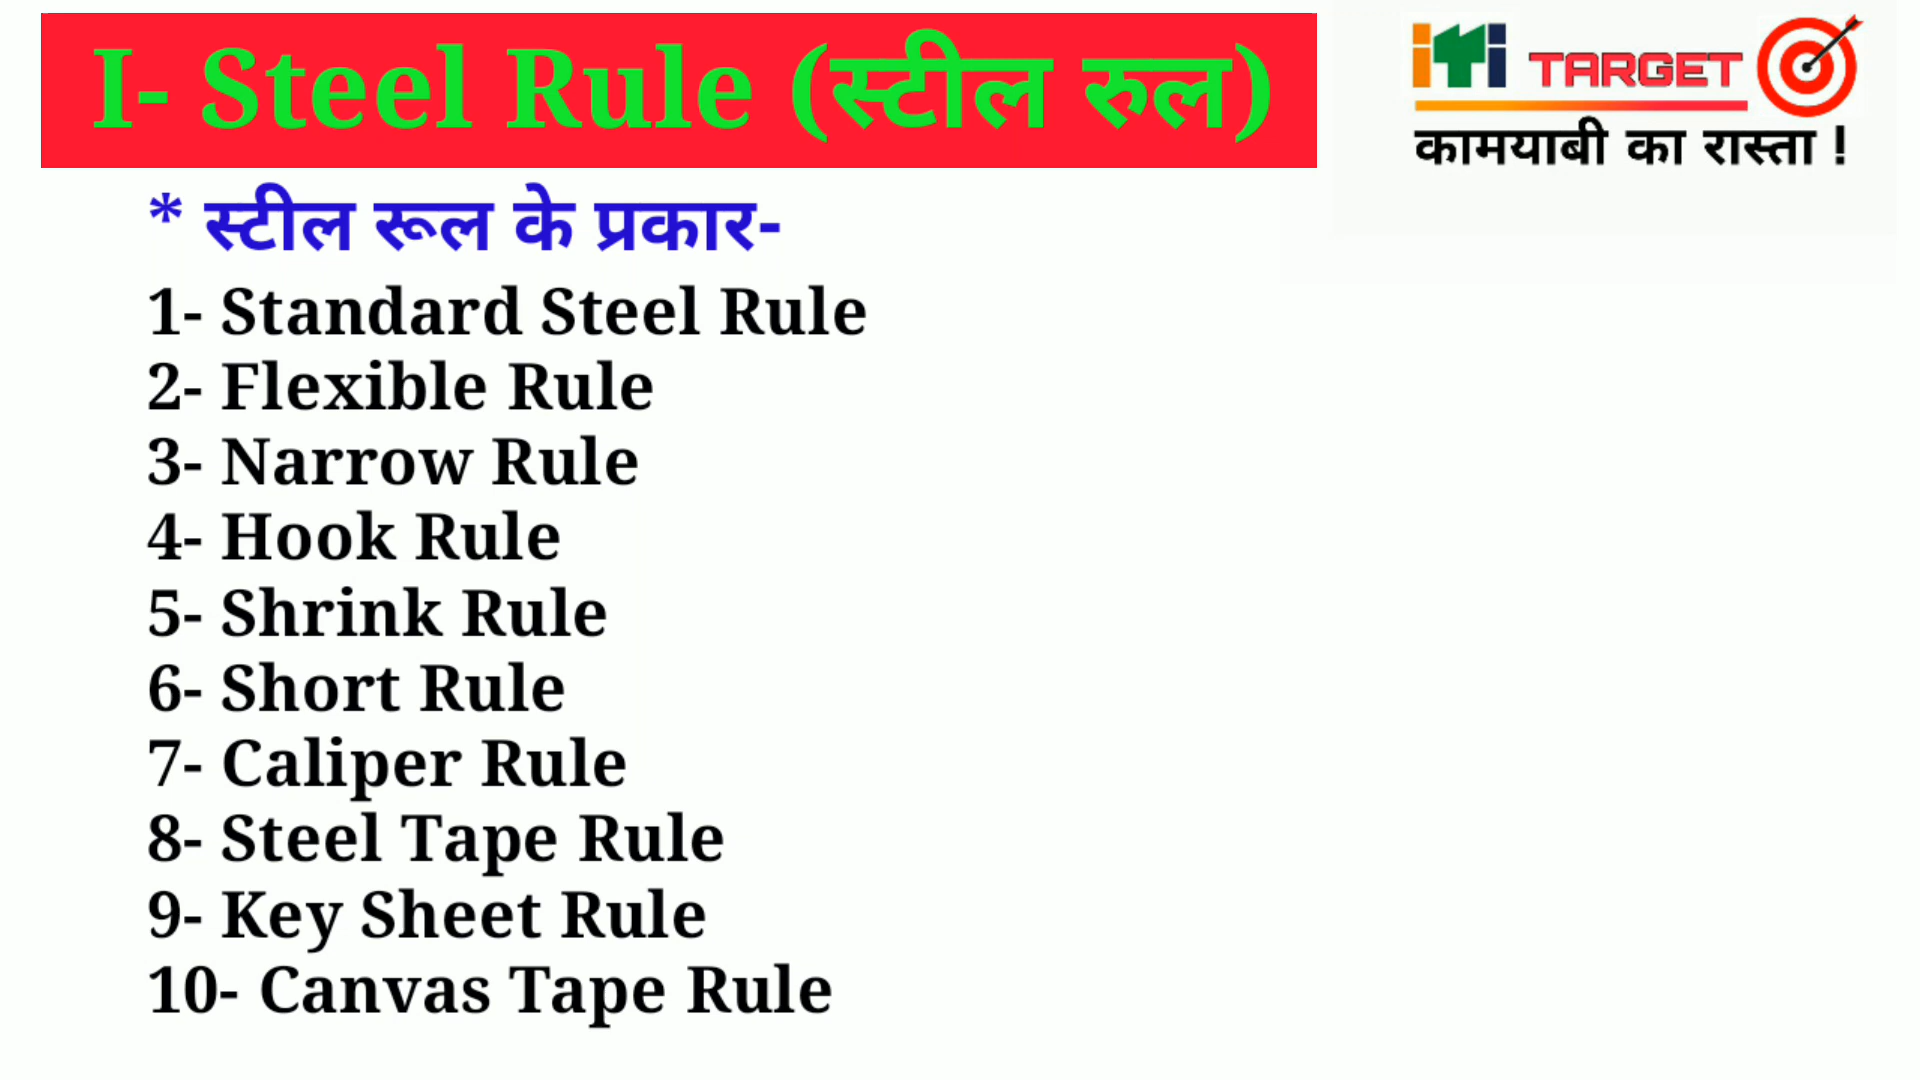 I- Steel Rule (स्टील रुल)
iTi TARGET
कामयाबी का रास्ता !
* स्टील रूल के प्रकार-
1- Standard Steel Rule
2- Flexible Rule
3- Narrow Rule
4- Hook Rule
5- Shrink Rule
6- Short Rule
7- Caliper Rule
8- Steel Tape Rule
9- Key Sheet Rule
10- Canvas Tape Rule